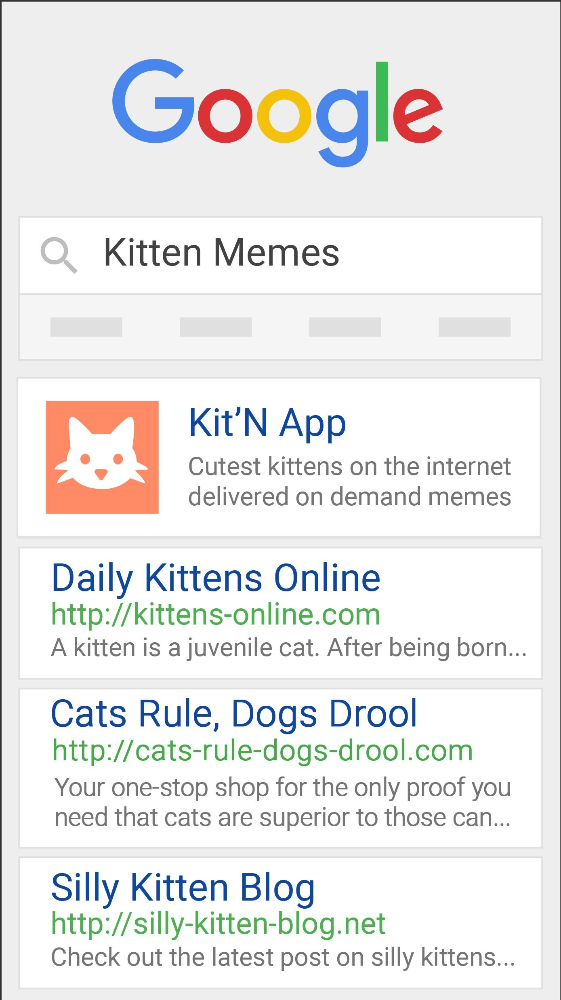 Google
Kitten Memes
Kit’N App
Cutest kittens on the internet
delivered on demand memes
Daily Kittens Online
http://kittens-online.com
A kitten is a juvenile cat. After being born...
Cats Rule, Dogs Drool
http://cats-rule-dogs-drool.com
Your one-stop shop for the only proof you
need that cats are superior to those can...
Silly Kitten Blog
http://silly-kitten-blog.net
Check out the latest post on silly kittens...